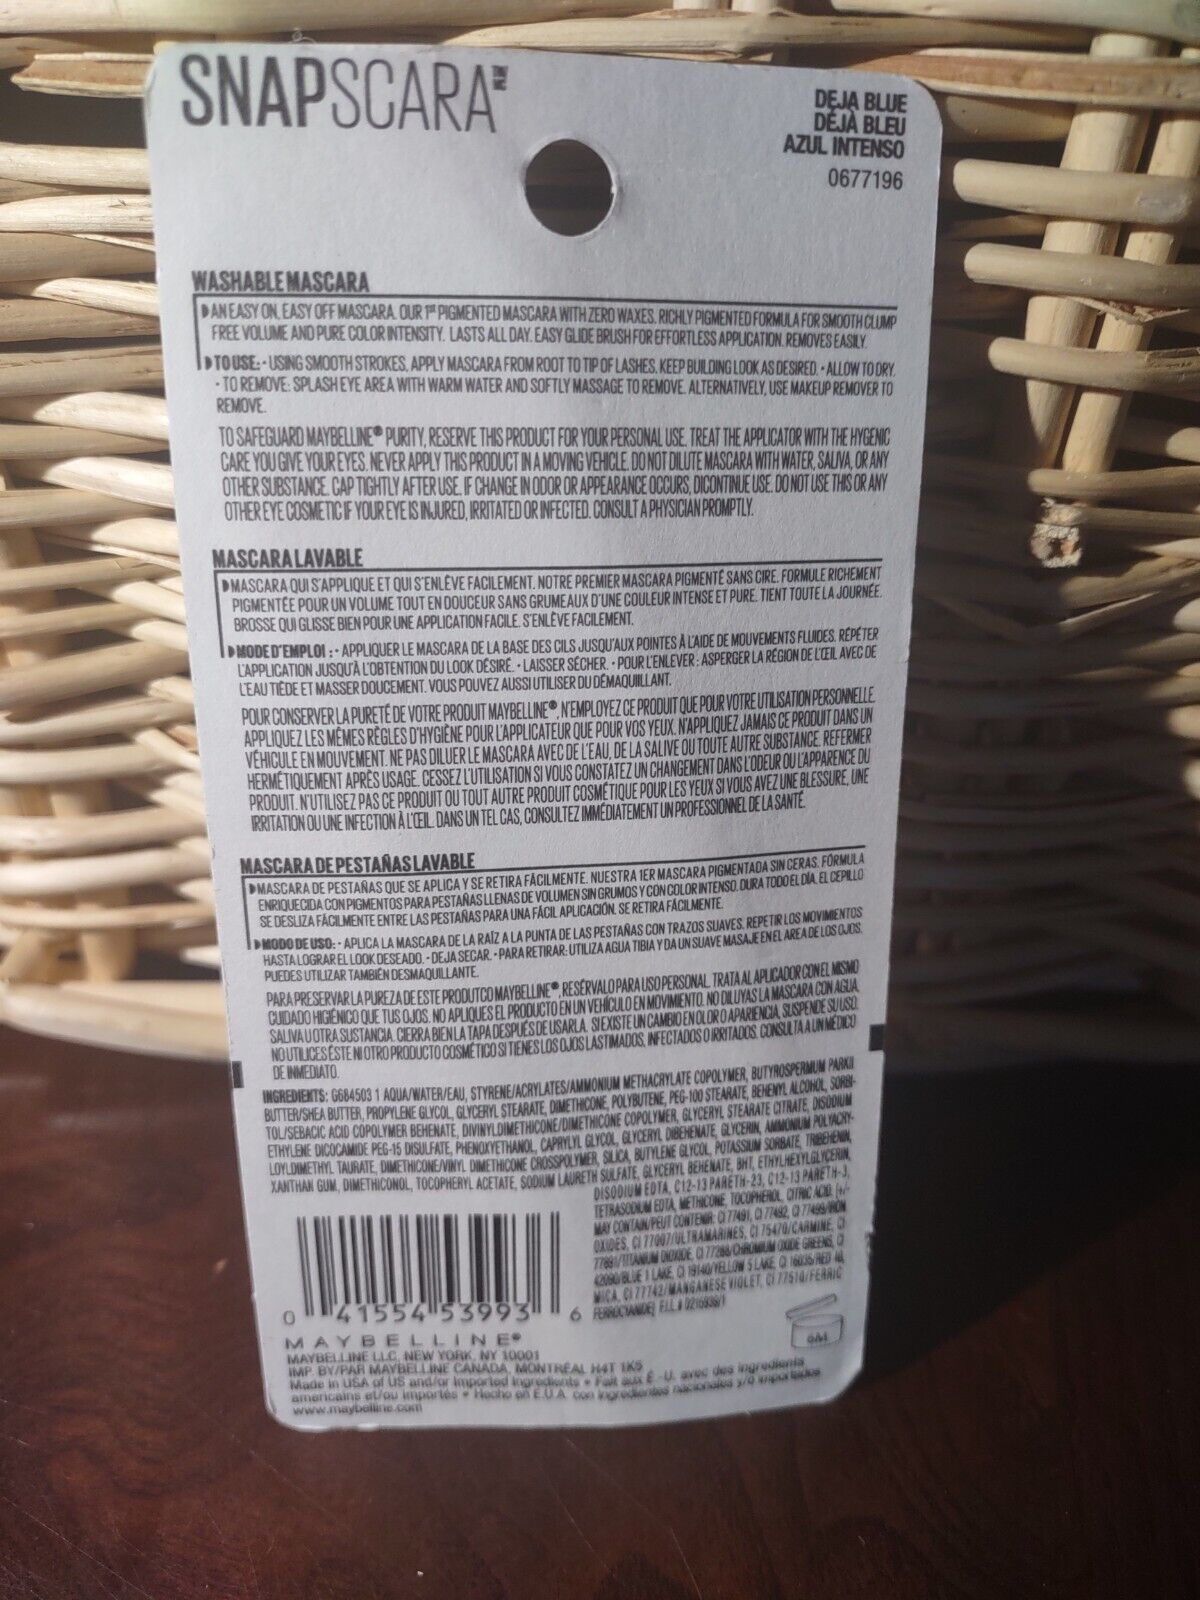 SNAPSCARA™
DEJA BLUE
DÉJÀ BLEU
AZUL INTENSO
0677196
WASHABLE MASCARA
AN EASY ON, EASY OFF MASCARA. OUR 1ST PIGMENTED MASCARA WITH ZERO WAXES. RICHLY PIGMENTED FORMULA FOR SMOOTH CLUMP
FREE VOLUME AND PURE COLOR INTENSITY. LASTS ALL DAY. EASY GLIDE BRUSH FOR EFFORTLESS APPLICATION. REMOVES EASILY.
TO USE: • USING SMOOTH STROKES, APPLY MASCARA FROM ROOT TO TIP OF LASHES. KEEP BUILDING LOOK AS DESIRED. • ALLOW TO DRY.
• TO REMOVE: SPLASH EYE AREA WITH WARM WATER AND SOFTLY MASSAGE TO REMOVE. ALTERNATIVELY, USE MAKEUP REMOVER TO
REMOVE.
TO SAFEGUARD MAYBELLINE® PURITY, RESERVE THIS PRODUCT FOR YOUR PERSONAL USE. TREAT THE APPLICATOR WITH THE HYGENIC
CARE YOU GIVE YOUR EYES. NEVER APPLY THIS PRODUCT IN A MOVING VEHICLE. DO NOT DILUTE MASCARA WITH WATER, SALIVA, OR ANY
OTHER SUBSTANCE. CAP TIGHTLY AFTER USE. IF CHANGE IN ODOR OR APPEARANCE OCCURS, DICONTINUE USE. DO NOT USE THIS OR ANY
OTHER EYE COSMETIC IF YOUR EYE IS INJURED, IRRITATED OR INFECTED. CONSULT A PHYSICIAN PROMPTLY.
MASCARA LAVABLE
MASCARA QUI S'APPLIQUE ET QUI S'ENLÈVE FACILEMENT. NOTRE PREMIER MASCARA PIGMENTÉ SANS CIRE. FORMULE RICHEMENT
PIGMENTÉE POUR UN VOLUME TOUT EN DOUCEUR SANS GRUMEAUX D'UNE COULEUR INTENSE ET PURE. TIENT TOUTE LA JOURNÉE.
BROSSE QUI GLISSE BIEN POUR UNE APPLICATION FACILE. S'ENLÈVE FACILEMENT.
MODE D'EMPLOI : • APPLIQUER LE MASCARA DE LA BASE DES CILS JUSQU'AUX POINTES À L'AIDE DE MOUVEMENTS FLUIDES. RÉPÉTER
L'APPLICATION JUSQU'À L'OBTENTION DU LOOK DÉSIRÉ. • LAISSER SÉCHER. • POUR L'ENLEVER : ASPERGER LA RÉGION DE L'ŒIL AVEC DE
L'EAU TIÈDE ET MASSER DOUCEMENT. VOUS POUVEZ AUSSI UTILISER DU DÉMAQUILLANT.
POUR CONSERVER LA PURETÉ DE VOTRE PRODUIT MAYBELLINE®, N'EMPLOYEZ CE PRODUIT QUE POUR VOTRE UTILISATION PERSONNELLE.
APPLIQUEZ LES MÊMES RÈGLES D'HYGIÈNE POUR L'APPLICATEUR QUE POUR VOS YEUX. N'APPLIQUEZ JAMAIS CE PRODUIT DANS UN
VÉHICULE EN MOUVEMENT. NE PAS DILUER LE MASCARA AVEC DE L'EAU, DE LA SALIVE OU TOUTE AUTRE SUBSTANCE. REFERMER
HERMÉTIQUEMENT APRÈS USAGE. CESSEZ L'UTILISATION SI VOUS CONSTATEZ UN CHANGEMENT DANS L'ODEUR OU L'APPARENCE DU
PRODUIT. N'UTILISEZ PAS CE PRODUIT OU TOUT AUTRE PRODUIT COSMÉTIQUE POUR LES YEUX SI VOUS AVEZ UNE BLESSURE, UNE
IRRITATION OU UNE INFECTION À L'ŒIL. DANS UN TEL CAS, CONSULTEZ IMMÉDIATEMENT UN PROFESSIONNEL DE LA SANTÉ.
MASCARA DE PESTAÑAS LAVABLE
MASCARA DE PESTAÑAS QUE SE APLICA Y SE RETIRA FÁCILMENTE. NUESTRA 1ER MASCARA PIGMENTADA SIN CERAS. FÓRMULA
ENRIQUECIDA CON PIGMENTOS PARA PESTAÑAS LLENAS DE VOLUMEN SIN GRUMOS Y CON COLOR INTENSO. DURA TODO EL DÍA. EL CEPILLO
SE DESLIZA FÁCILMENTE ENTRE LAS PESTAÑAS PARA UNA FÁCIL APLICACIÓN. SE RETIRA FÁCILMENTE.
MODO DE USO: • APLICA LA MASCARA DE LA RAÍZ A LA PUNTA DE LAS PESTAÑAS CON TRAZOS SUAVES. REPETIR LOS MOVIMIENTOS
HASTA LOGRAR EL LOOK DESEADO. • DEJA SECAR. • PARA RETIRAR: UTILIZA AGUA TIBIA Y DA UN SUAVE MASAJE EN EL AREA DE LOS OJOS.
PUEDES UTILIZAR TAMBIÉN DESMAQUILLANTE.
PARA PRESERVAR LA PUREZA DE ESTE PRODUTCO MAYBELLINE®, RESÉRVALO PARA USO PERSONAL. TRATA AL APLICADOR CON EL MISMO
CUIDADO HIGIÉNICO QUE TUS OJOS. NO APLIQUES EL PRODUCTO EN UN VEHÍCULO EN MOVIMIENTO. NO DILUYAS LA MASCARA CON AGUA,
SALIVA U OTRA SUSTANCIA. CIERRA BIEN LA TAPA DESPUÉS DE USARLA. SI EXISTE UN CAMBIO EN OLOR O APARIENCIA, SUSPENDE SU USO.
NO UTILICES ÉSTE NI OTRO PRODUCTO COSMÉTICO SI TIENES LOS OJOS LASTIMADOS, INFECTADOS O IRRITADOS. CONSULTA A UN MÉDICO
DE INMEDIATO.
INGREDIENTS: G684503 1 AQUA/WATER/EAU, STYRENE/ACRYLATES/AMMONIUM METHACRYLATE COPOLYMER, BUTYROSPERMUM PARKII
BUTTER/SHEA BUTTER, PROPYLENE GLYCOL, GLYCERYL STEARATE, DIMETHICONE, POLYBUTENE, PEG-100 STEARATE, BEHENYL ALCOHOL, SORBI-
TOL/SEBACIC ACID COPOLYMER BEHENATE, DIVINYLDIMETHICONE/DIMETHICONE COPOLYMER, GLYCERYL STEARATE CITRATE, DISODIUM
ETHYLENE DICOCAMIDE PEG-15 DISULFATE, PHENOXYETHANOL, CAPRYLYL GLYCOL, GLYCERYL DIBEHENATE, GLYCERIN, AMMONIUM POLYACRY-
LOYLDIMETHYL TAURATE, DIMETHICONE/VINYL DIMETHICONE CROSSPOLYMER, SILICA, BUTYLENE GLYCOL, POTASSIUM SORBATE, TRIBEHENIN,
XANTHAN GUM, DIMETHICONOL, TOCOPHERYL ACETATE, SODIUM LAURETH SULFATE, GLYCERYL BEHENATE, BHT, ETHYLHEXYLGLYCERIN,
DISODIUM EDTA, C12-13 PARETH-23, C12-13 PARETH-3,
TETRASODIUM EDTA, METHICONE, TOCOPHEROL, CITRIC ACID. [+/-
MAY CONTAIN/PEUT CONTENIR: CI 77491, CI 77492, CI 77499/IRON
OXIDES, CI 77007/ULTRAMARINES, CI 75470/CARMINE, CI
77891/TITANIUM DIOXIDE, CI 77288/CHROMIUM OXIDE GREENS, CI
42090/BLUE 1 LAKE, CI 19140/YELLOW 5 LAKE, CI 16035/RED 40,
MICA, CI 77742/MANGANESE VIOLET, CI 77510/FERRIC
FERROCYANIDE] F.I.L. #
0 41554 53993 6
6M
MAYBELLINE®
MAYBELLINE LLC, NEW YORK, NY 10001
IMP. BY/PAR MAYBELLINE CANADA, MONTRÉAL H4T 1K5
Made in USA of US and/or Imported Ingredients • Fait aux É.-U. avec des ingrédients
américains et/ou importés • Hecho en E.U.A. con ingredientes nacionales y/o importados
www.maybelline.com